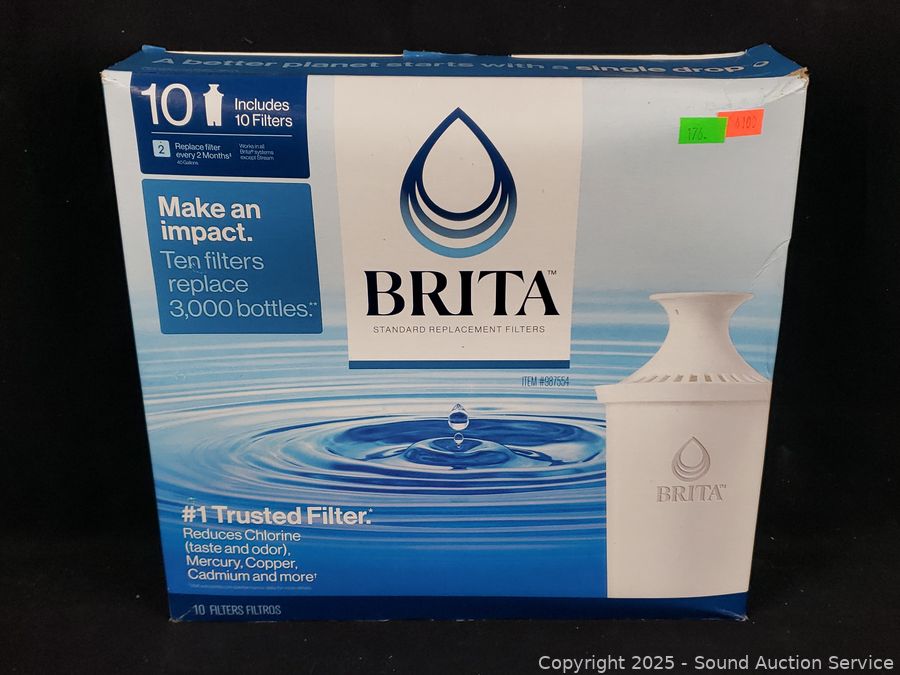 A better planet starts with a single drop
10
Includes
10 Filters
2
Replace filter
every 2 Months‡
40 Gallons
Works in all
Brita® systems
except Stream
176.
Make an
impact.
Ten filters
replace
3,000 bottles.**
BRITA™
STANDARD REPLACEMENT FILTERS
ITEM #987554
BRITA™
#1 Trusted Filter.*
Reduces Chlorine
(taste and odor),
Mercury, Copper,
Cadmium and more†
10 FILTERS FILTROS
Copyright 2025 - Sound Auction Service